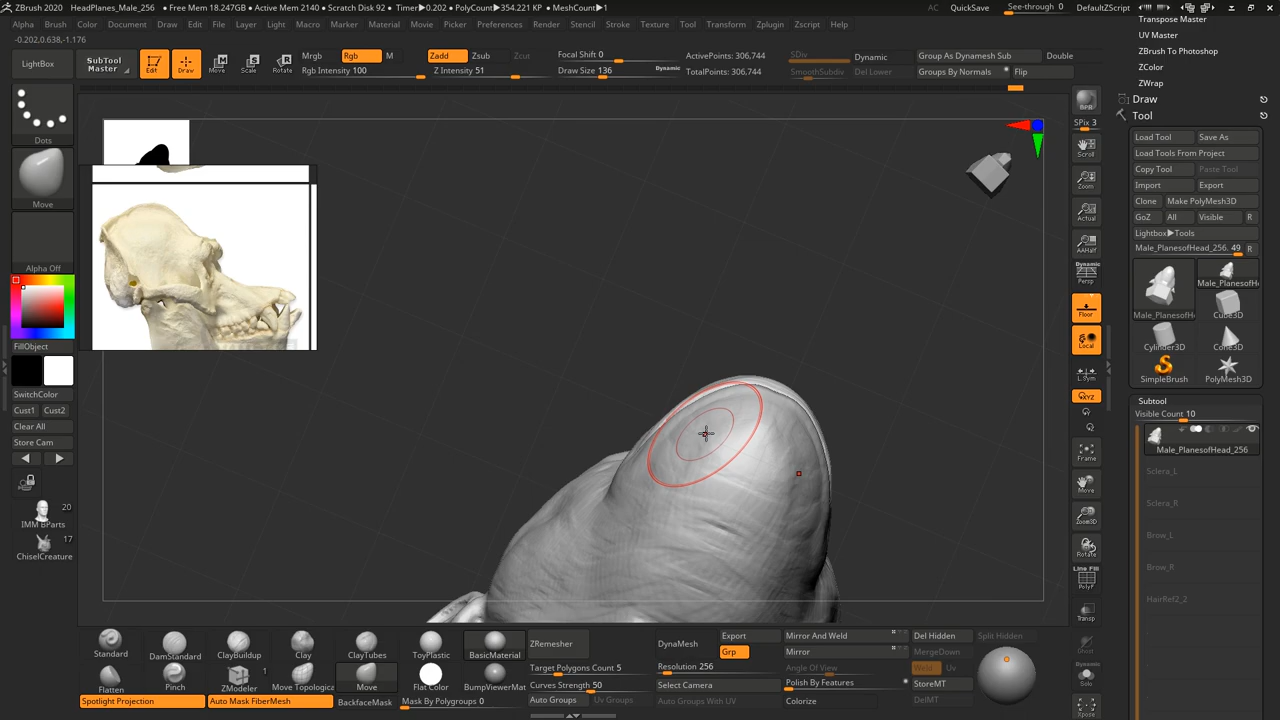 ZBrush 2020 HeadPlanes_Male_256 • Free Mem 18.247GB • Active Mem 2140 • Scratch Disk 92 • Timer▶0.202 • PolyCount▶354.221 KP • MeshCount▶1 AC QuickSave See-through 0 DefaultZScript
Alpha Brush Color Document Draw Edit File Layer Light Macro Marker Material Movie Picker Preferences Render Stencil Stroke Texture Tool Transform Zplugin Zscript Help
-0.202,0.638,-1.176
LightBox
SubTool Master
Edit Draw Move Scale Rotate
Mrgb Rgb M
Rgb Intensity 100
Zadd Zsub Zcut
Z Intensity 51
Focal Shift 0
Draw Size 136 Dynamic
ActivePoints: 306,744
TotalPoints: 306,744
SDiv
SmoothSubdiv
Dynamic
Del Lower
Group As Dynamesh Sub
Groups By Normals
Double
Flip
Dots
Move
Alpha Off
FillObject
SwitchColor
Cust1 Cust2
Clear All
Store Cam
20
IMM BParts
17
ChiselCreature
BPR
SPix 3
Scroll
Zoom
Actual
AAHalf
Dynamic
Persp
Floor
Local
L.Sym
XYZ
Frame
Move
Zoom3D
Rotate
Line Fill
PolyF
Transp
Ghost
Dynamic
Solo
Xpose
Transpose Master
UV Master
ZBrush To Photoshop
ZColor
ZWrap
Draw
Tool
Load Tool Save As
Load Tools From Project
Copy Tool Paste Tool
Import Export
Clone Make PolyMesh3D
GoZ All Visible R
Lightbox▶Tools
Male_PlanesofHead_256. 49 R
Male_PlanesofHe Male_PlanesofHe
Cube3D
Cylinder3D Cone3D
SimpleBrush PolyMesh3D
Subtool
Visible Count 10
Male_PlanesofHead_256
Sclera_L
Sclera_R
Brow_L
Brow_R
HairRef2_2
Split Hidden
Standard DamStandard ClayBuildup Clay ClayTubes ToyPlastic BasicMaterial
1
Flatten Pinch ZModeler Move Topologica Move Flat Color BumpViewerMat
Spotlight Projection Auto Mask FiberMesh BackfaceMask Mask By Polygroups 0
ZRemesher
Target Polygons Count 5
Curves Strength 50
Auto Groups Uv Groups
DynaMesh
Export
Grp
Resolution 256
Select Camera
Auto Groups With UV
Mirror And Weld
Mirror
Angle Of View
Polish By Features
Colorize
Del Hidden
MergeDown
Weld Uv
StoreMT
DelMT